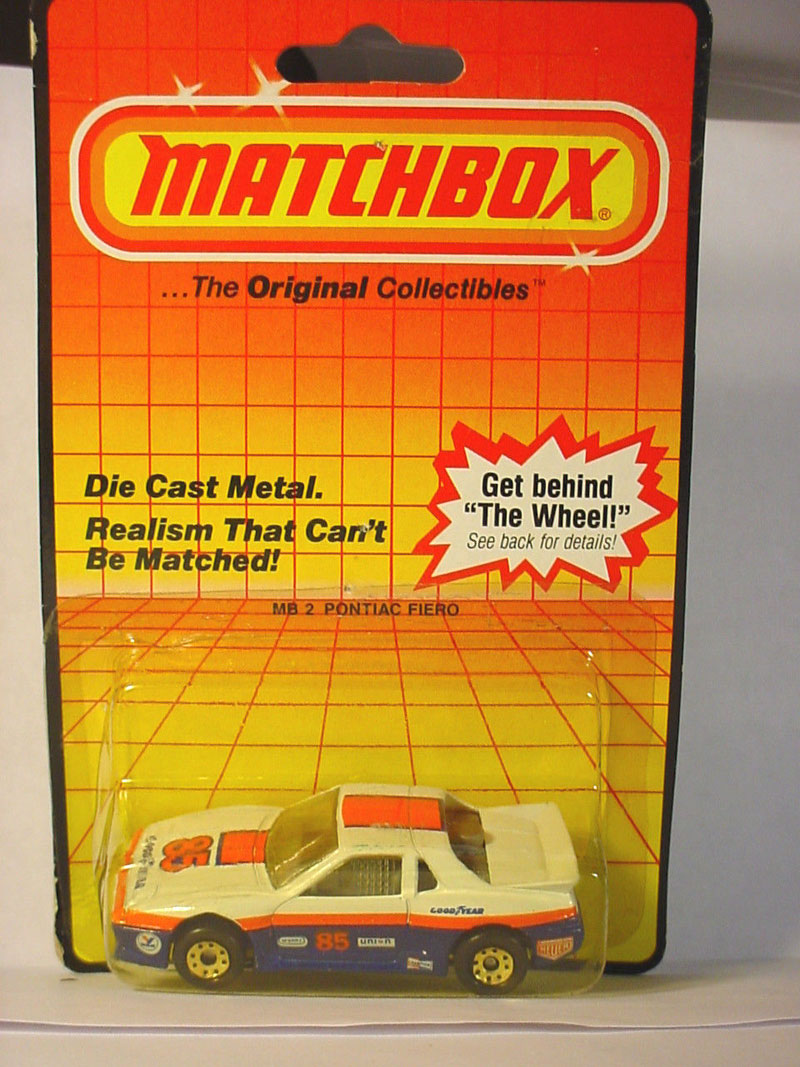 MATCHBOX®
...The Original Collectibles™
Die Cast Metal.
Realism That Can't
Be Matched!
Get behind
"The Wheel!"
See back for details!
MB 2 PONTIAC FIERO
85
GOODYEAR
85
UNION